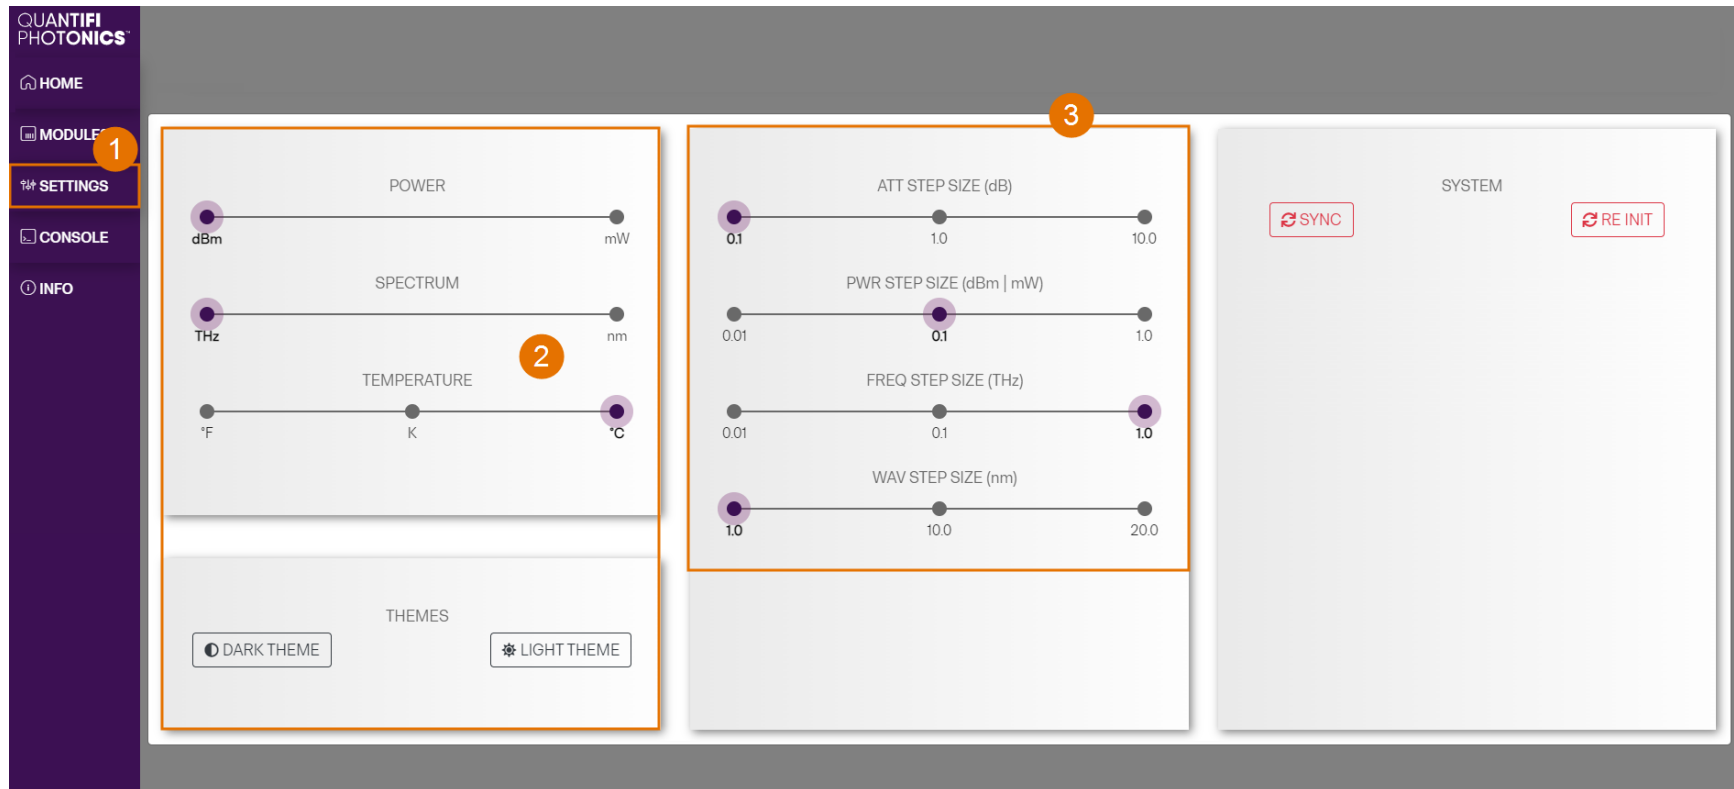 QUANTIFI
PHOTONICS™
HOME
MODULES
1
SETTINGS
CONSOLE
INFO
POWER
dBm mW
SPECTRUM
THz nm
2
TEMPERATURE
°F K °C
THEMES
DARK THEME LIGHT THEME
3
ATT STEP SIZE (dB)
0.1 1.0 10.0
PWR STEP SIZE (dBm | mW)
0.01 0.1 1.0
FREQ STEP SIZE (THz)
0.01 0.1 1.0
WAV STEP SIZE (nm)
1.0 10.0 20.0
SYSTEM
SYNC RE INIT